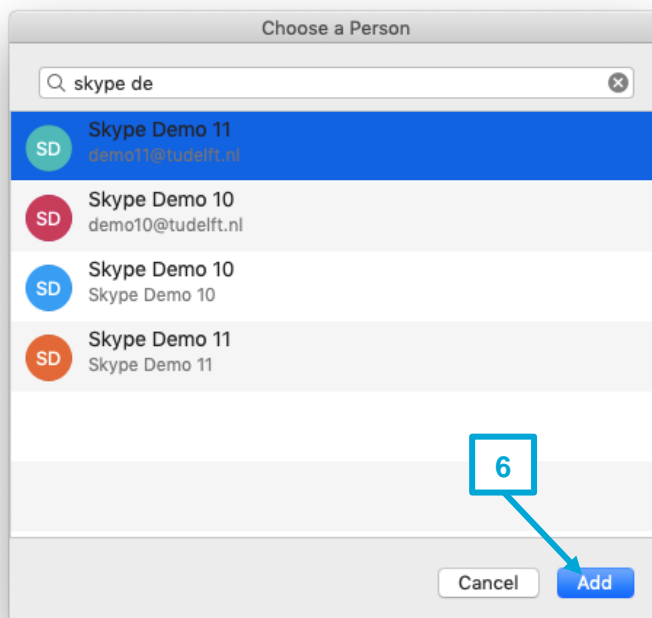 Choose a Person
skype de
SD
Skype Demo 11
demo11@tudelft.nl
SD
Skype Demo 10
demo10@tudelft.nl
SD
Skype Demo 10
Skype Demo 10
SD
Skype Demo 11
Skype Demo 11
6
Cancel Add